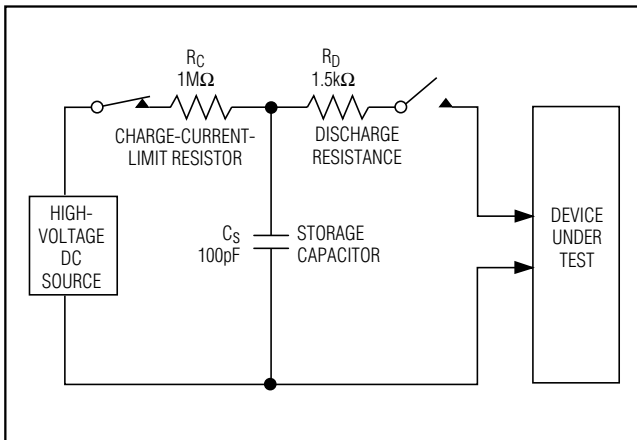 R_C
1MΩ
R_D
1.5kΩ
CHARGE-CURRENT-
LIMIT RESISTOR
DISCHARGE
RESISTANCE
HIGH-
VOLTAGE
DC
SOURCE
C_S
100pF
STORAGE
CAPACITOR
DEVICE
UNDER
TEST